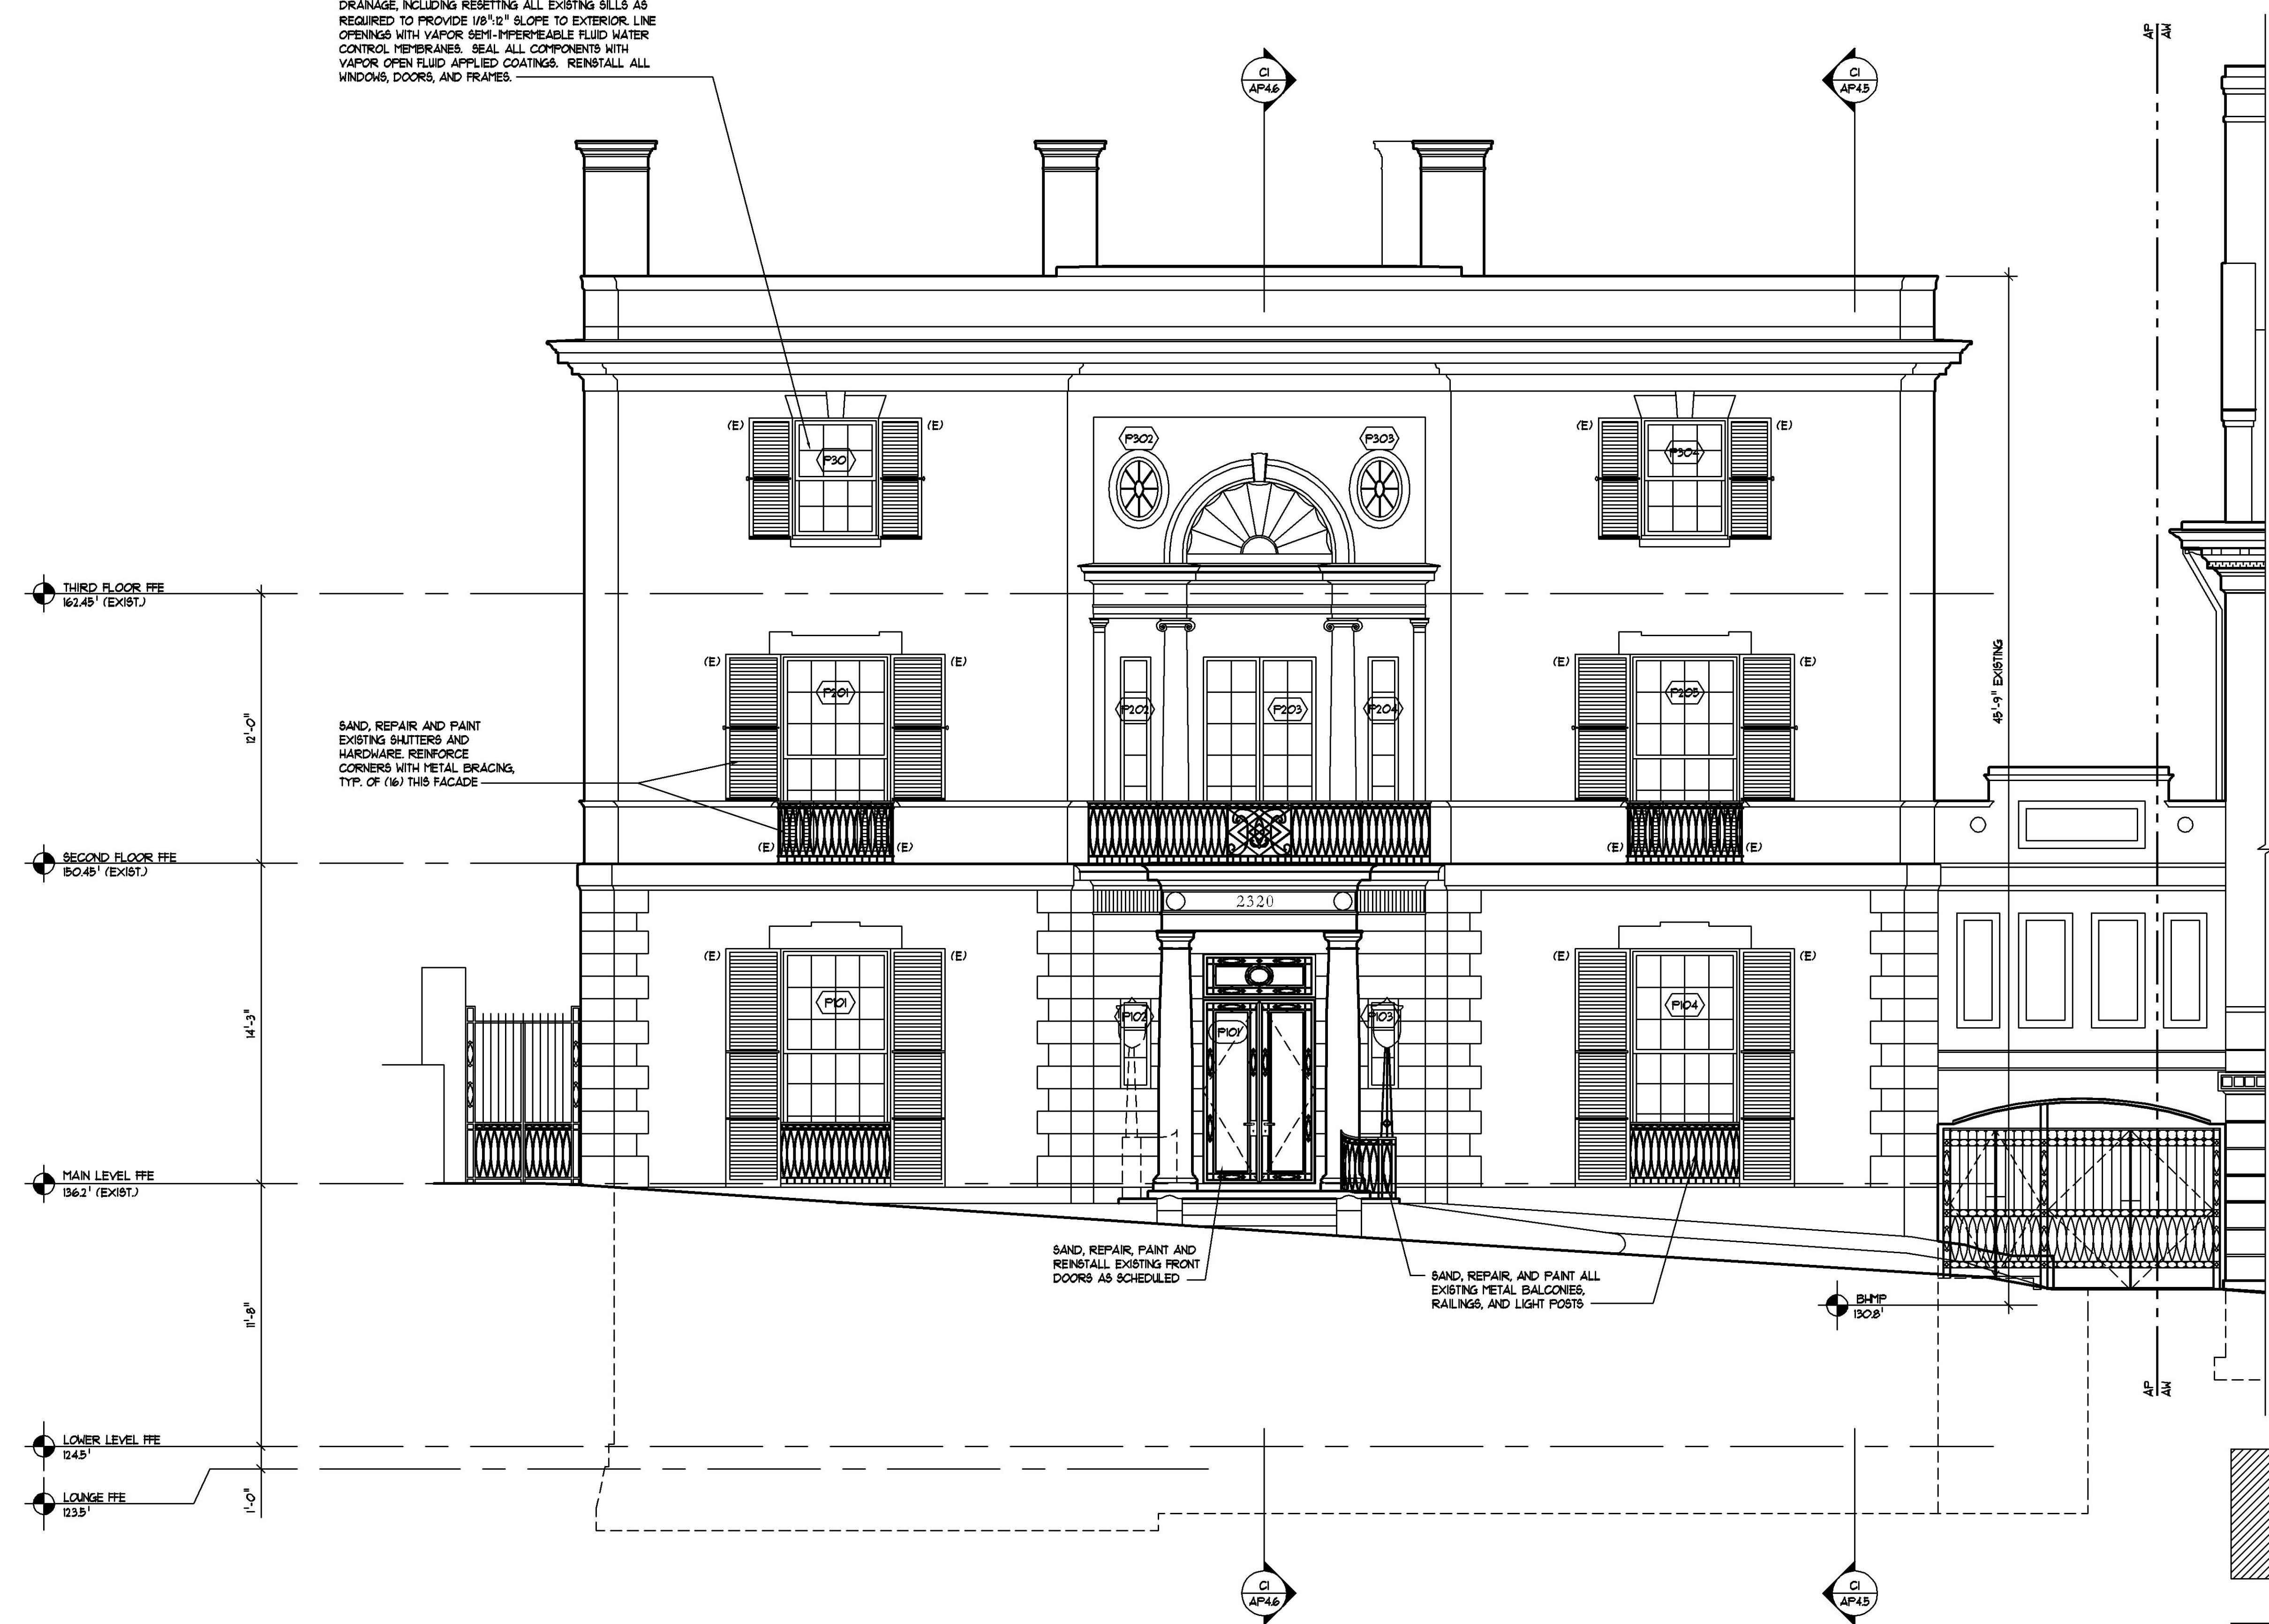 DRAINAGE, INCLUDING RESETTING ALL EXISTING SILLS AS
REQUIRED TO PROVIDE 1/8":12" SLOPE TO EXTERIOR. LINE
OPENINGS WITH VAPOR SEMI-IMPERMEABLE FLUID WATER
CONTROL MEMBRANES. SEAL ALL COMPONENTS WITH
VAPOR OPEN FLUID APPLIED COATINGS. REINSTALL ALL
WINDOWS, DOORS, AND FRAMES.
C1
AP4.6
C1
AP4.5
AP
AW
(E)
(E)
(E)
(E)
P301
P302
P303
P304
THIRD FLOOR FFE
162.45' (EXIST.)
45'-9" EXISTING
(E)
(E)
(E)
(E)
P201
P202
P203
P204
P205
12'-0"
SAND, REPAIR AND PAINT
EXISTING SHUTTERS AND
HARDWARE. REINFORCE
CORNERS WITH METAL BRACING,
TYP. OF (16) THIS FACADE
(E)
(E)
(E)
(E)
SECOND FLOOR FFE
150.45' (EXIST.)
2320
(E)
(E)
(E)
(E)
P101
P102
P101
P103
P104
14'-3"
MAIN LEVEL FFE
136.2' (EXIST.)
SAND, REPAIR, PAINT AND
REINSTALL EXISTING FRONT
DOORS AS SCHEDULED
SAND, REPAIR, AND PAINT ALL
EXISTING METAL BALCONIES,
RAILINGS, AND LIGHT POSTS
BHMP
130.8'
11'-8"
AP
AW
LOWER LEVEL FFE
124.5'
LOUNGE FFE
123.5'
1'-0"
C1
AP4.6
C1
AP4.5